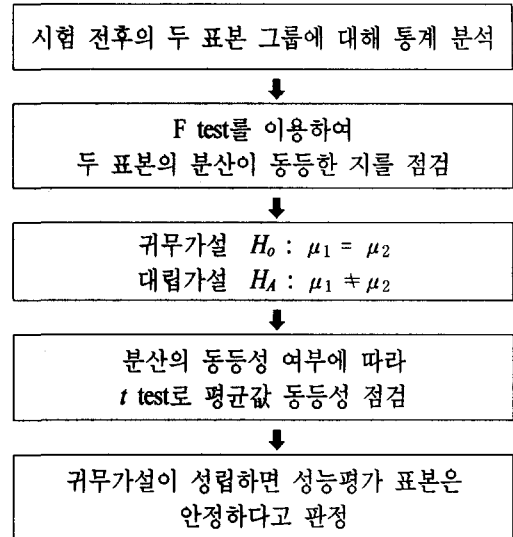 시험 전후의 두 표본 그룹에 대해 통계 분석
F test를 이용하여
두 표본의 분산이 동등한 지를 점검
귀무가설 Ho : μ1 = μ2
대립가설 HA : μ1 ≠ μ2
분산의 동등성 여부에 따라
t test로 평균값 동등성 점검
귀무가설이 성립하면 성능평가 표본은
안정하다고 판정